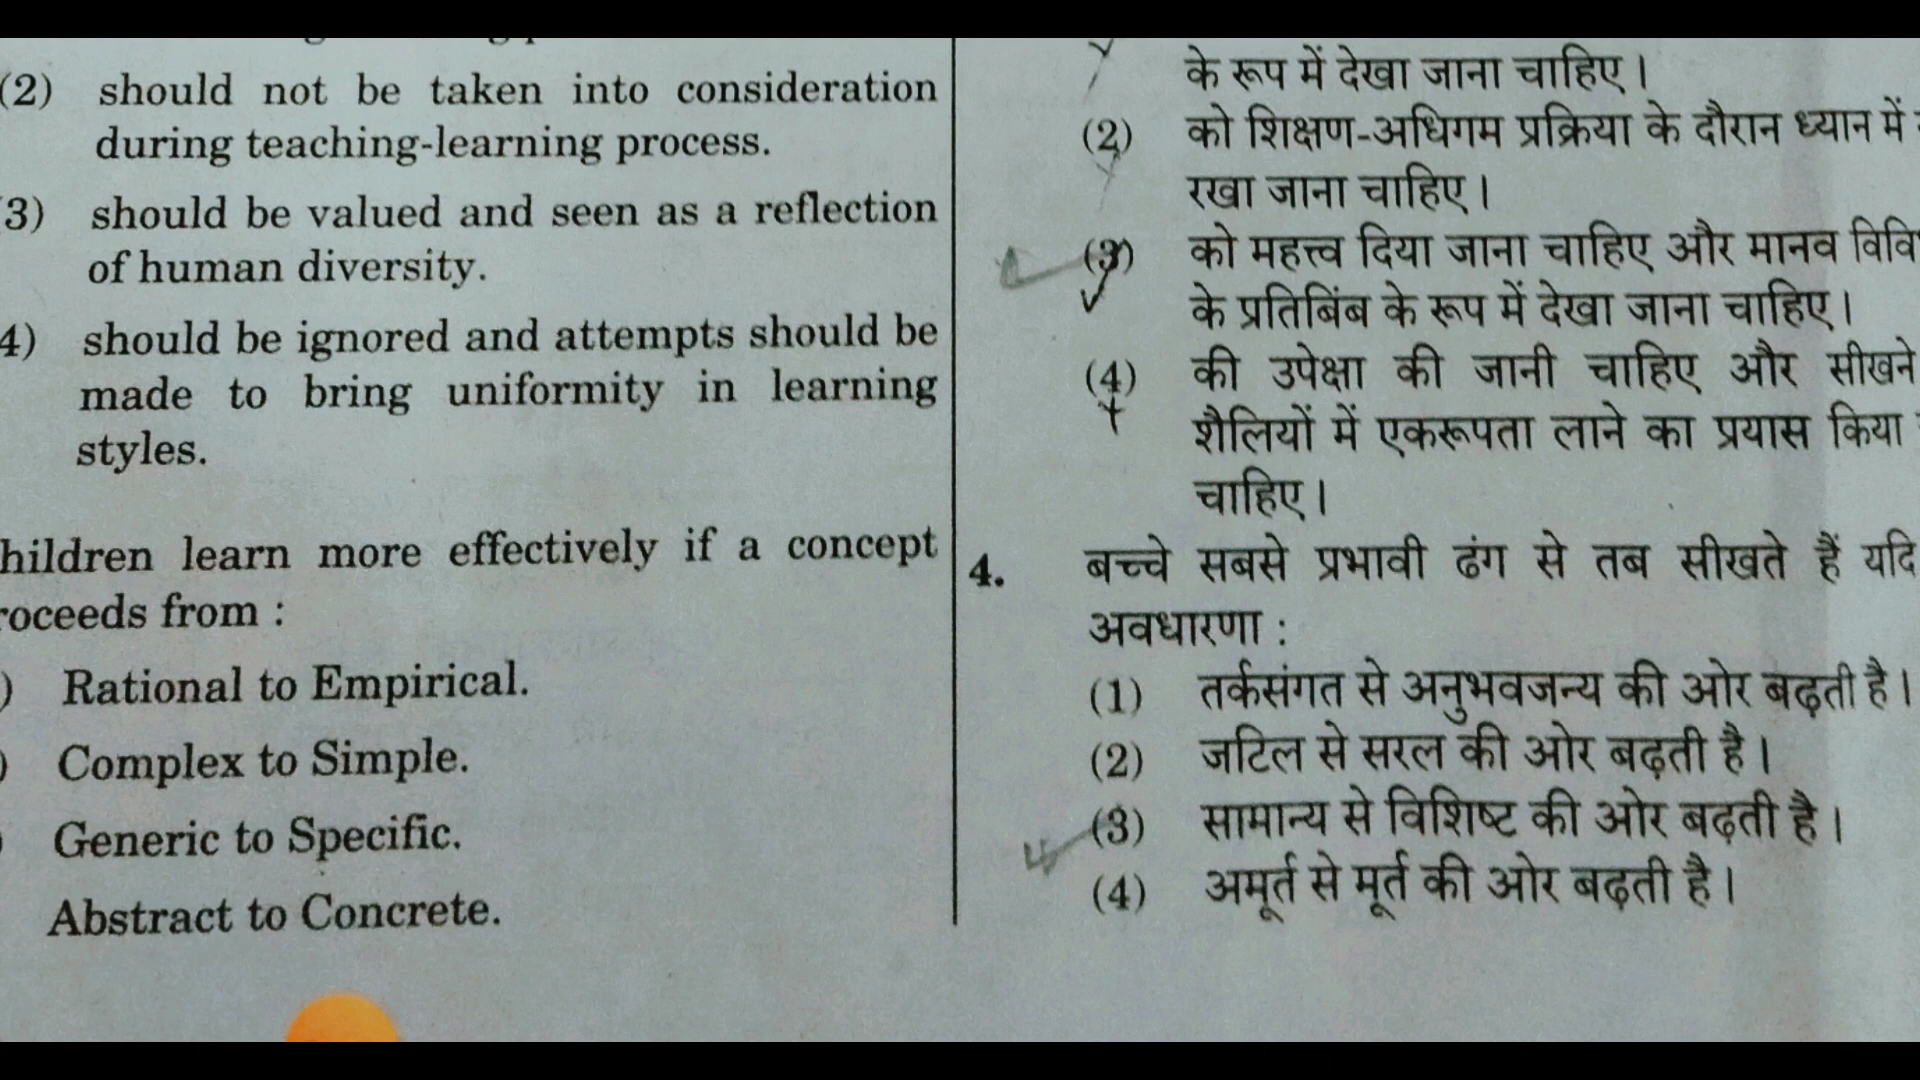 (2) should not be taken into consideration
during teaching-learning process.
3) should be valued and seen as a reflection
of human diversity.
4) should be ignored and attempts should be
made to bring uniformity in learning
styles.
hildren learn more effectively if a concept
roceeds from :
) Rational to Empirical.
) Complex to Simple.
) Generic to Specific.
Abstract to Concrete.
के रूप में देखा जाना चाहिए।
(2) को शिक्षण-अधिगम प्रक्रिया के दौरान ध्यान में
रखा जाना चाहिए।
(3) को महत्त्व दिया जाना चाहिए और मानव विवि
के प्रतिबिंब के रूप में देखा जाना चाहिए।
(4) की उपेक्षा की जानी चाहिए और सीखने
शैलियों में एकरूपता लाने का प्रयास किया
चाहिए।
4. बच्चे सबसे प्रभावी ढंग से तब सीखते हैं यदि
अवधारणा :
(1) तर्कसंगत से अनुभवजन्य की ओर बढ़ती है।
(2) जटिल से सरल की ओर बढ़ती है।
(3) सामान्य से विशिष्ट की ओर बढ़ती है।
(4) अमूर्त से मूर्त की ओर बढ़ती है।